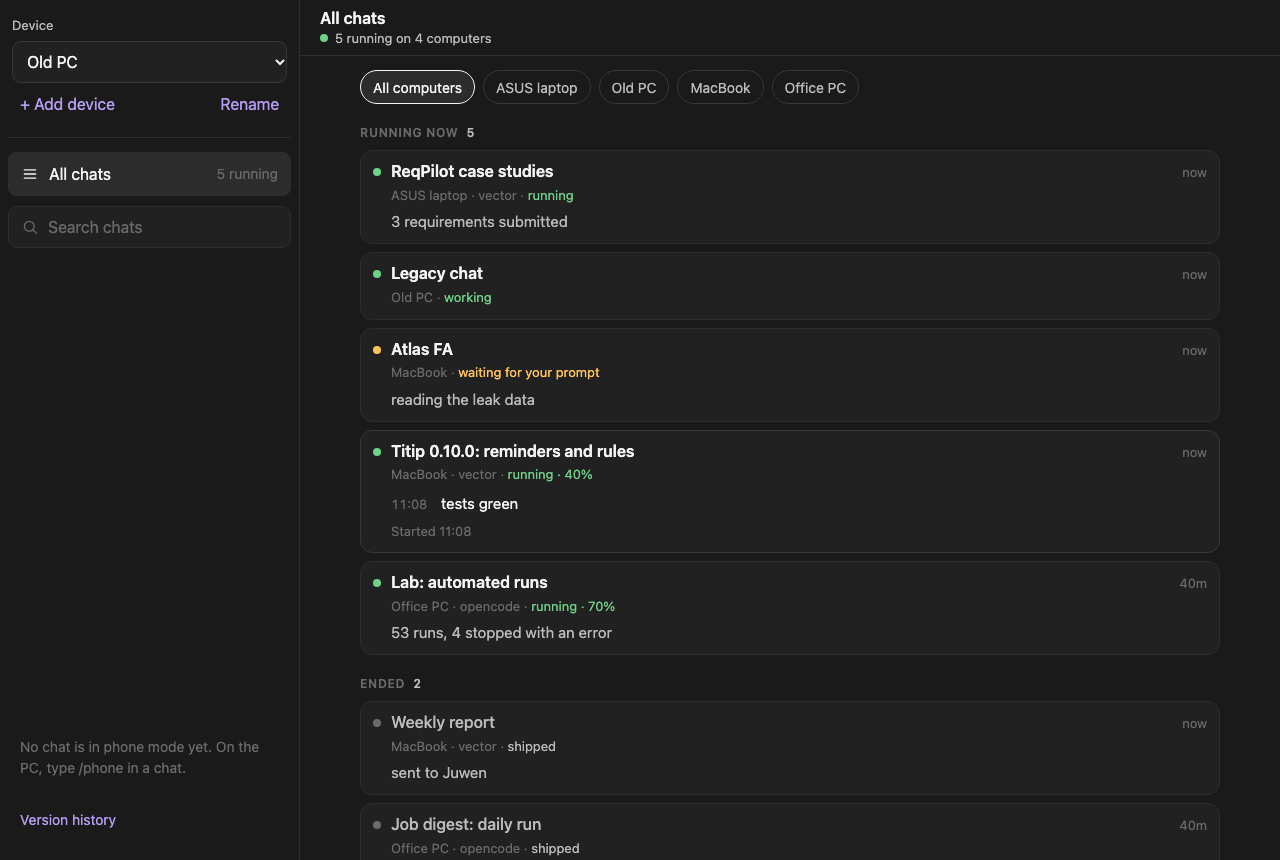 Device
Old PC
+ Add device
Rename
All chats
5 running
Search chats
No chat is in phone mode yet. On the
PC, type /phone in a chat.
Version history
All chats
5 running on 4 computers
All computers
ASUS laptop
Old PC
MacBook
Office PC
RUNNING NOW 5
ReqPilot case studies
now
ASUS laptop · vector · running
3 requirements submitted
Legacy chat
now
Old PC · working
Atlas FA
now
MacBook · waiting for your prompt
reading the leak data
Titip 0.10.0: reminders and rules
now
MacBook · vector · running · 40%
11:08 tests green
Started 11:08
Lab: automated runs
40m
Office PC · opencode · running · 70%
53 runs, 4 stopped with an error
ENDED 2
Weekly report
now
MacBook · vector · shipped
sent to Juwen
Job digest: daily run
40m
Office PC · opencode · shipped